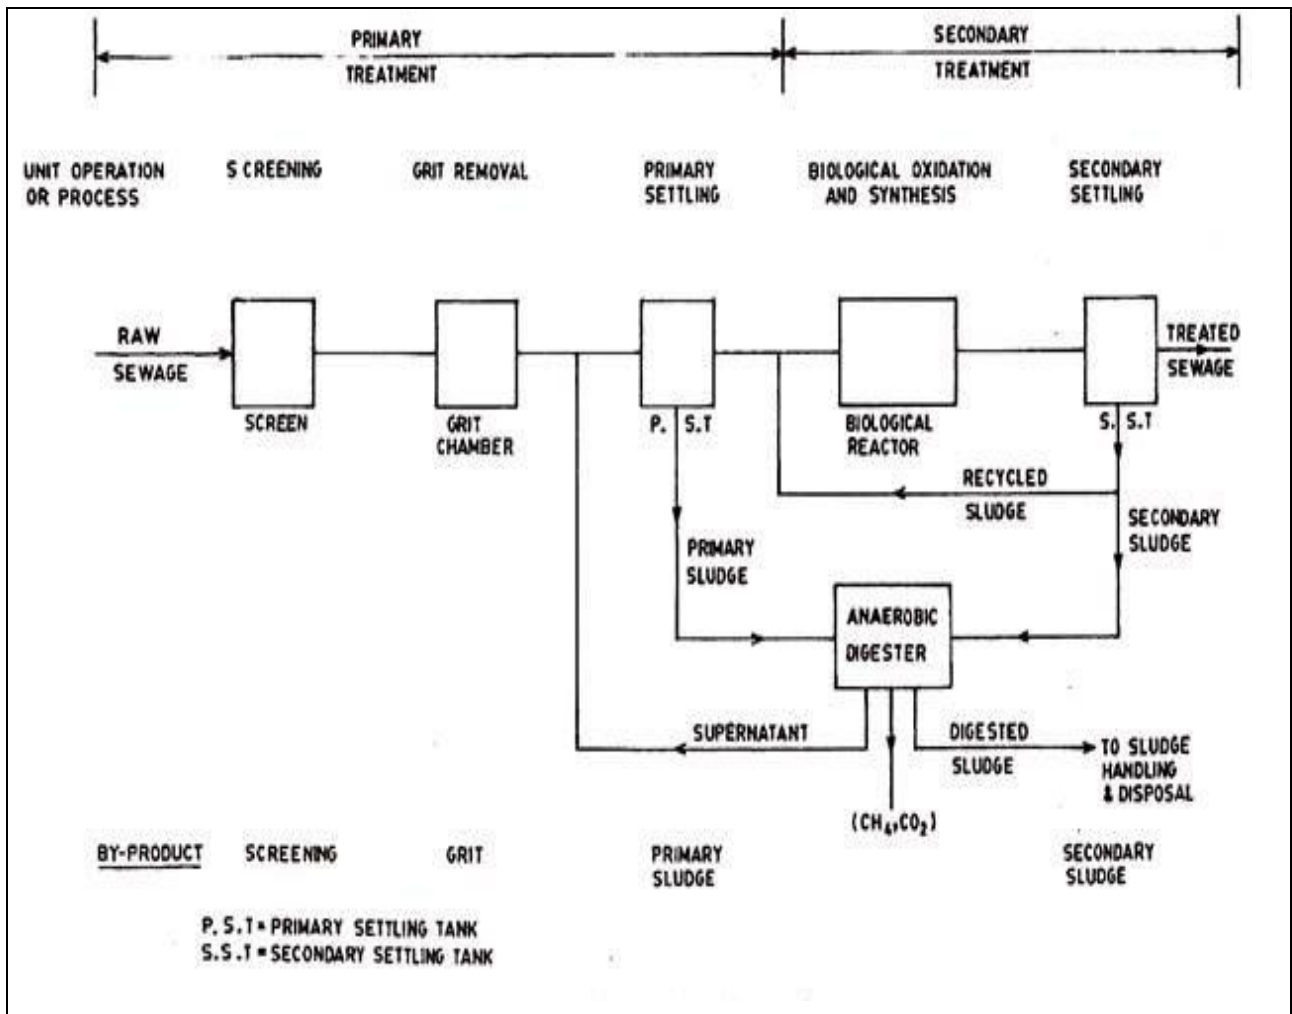 PRIMARY
TREATMENT
SECONDARY
TREATMENT
UNIT OPERATION
OR PROCESS
SCREENING
GRIT REMOVAL
PRIMARY
SETTLING
BIOLOGICAL OXIDATION
AND SYNTHESIS
SECONDARY
SETTLING
RAW
SEWAGE
SCREEN
GRIT
CHAMBER
P. S.T
BIOLOGICAL
REACTOR
S. S.T
TREATED
SEWAGE
RECYCLED
SLUDGE
SECONDARY
SLUDGE
PRIMARY
SLUDGE
ANAEROBIC
DIGESTER
SUPERNATANT
DIGESTED
SLUDGE
TO SLUDGE
HANDLING
& DISPOSAL
(CH₄,CO₂)
BY-PRODUCT
SCREENING
GRIT
PRIMARY
SLUDGE
SECONDARY
SLUDGE
P.S.T = PRIMARY SETTLING TANK
S.S.T = SECONDARY SETTLING TANK